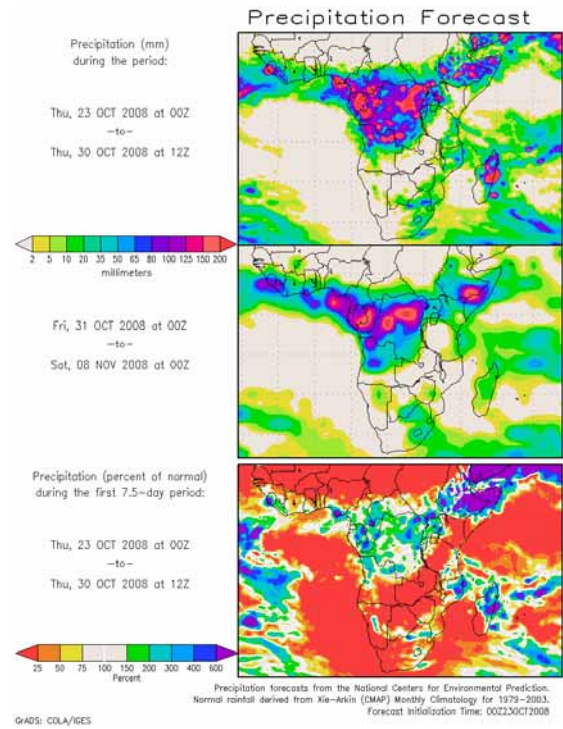 Precipitation Forecast
Precipitation (mm)
during the period:
Thu, 23 OCT 2008 at 00Z
-to-
Thu, 30 OCT 2008 at 12Z
2 5 10 20 35 50 65 80 100 125 150 200
millimeters
Fri, 31 OCT 2008 at 00Z
-to-
Sat, 08 NOV 2008 at 00Z
Precipitation (percent of normal)
during the first 7.5-day period:
Thu, 23 OCT 2008 at 00Z
-to-
Thu, 30 OCT 2008 at 12Z
25 50 75 100 150 200 300 400 600
Percent
Precipitation forecasts from the National Centers for Environmental Prediction.
Normal rainfall derived from Xie-Arkin (CMAP) Monthly Climatology for 1979-2003.
Forecast Initialization Time: 00Z23OCT2008
GrADS: COLA/IGES